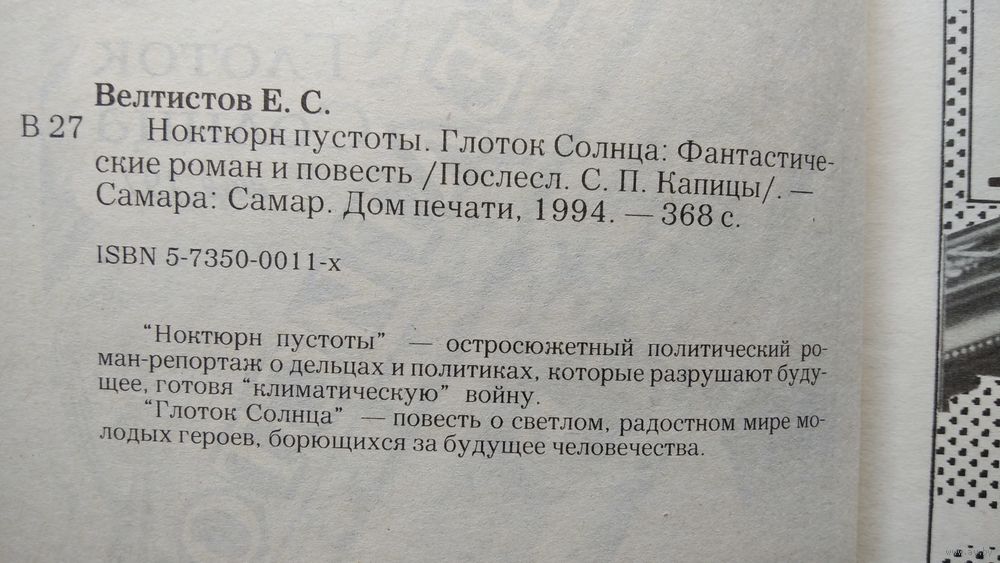 Велтистов Е. С.
В 27 Ноктюрн пустоты. Глоток Солнца: Фантастиче-
ские роман и повесть /Послесл. С. П. Капицы/. —
Самара: Самар. Дом печати, 1994. — 368 с.
ISBN 5-7350-0011-х
“Ноктюрн пустоты” — остросюжетный политический ро-
ман-репортаж о дельцах и политиках, которые разрушают буду-
щее, готовя “климатическую” войну.
“Глоток Солнца” — повесть о светлом, радостном мире мо-
лодых героев, борющихся за будущее человечества.